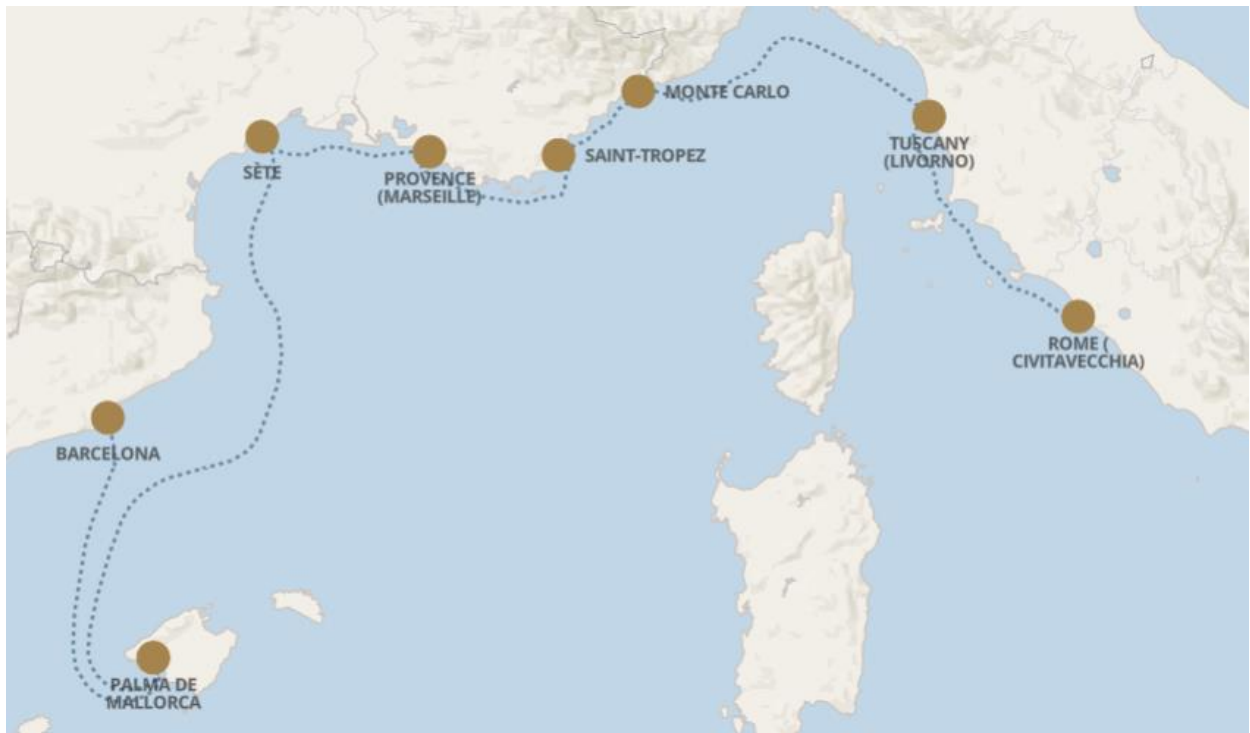 MONTE CARLO
SÈTE
PROVENCE
(MARSEILLE)
SAINT-TROPEZ
TUSCANY
(LIVORNO)
ROME (
CIVITAVECCHIA)
BARCELONA
PALMA DE
MALLORCA